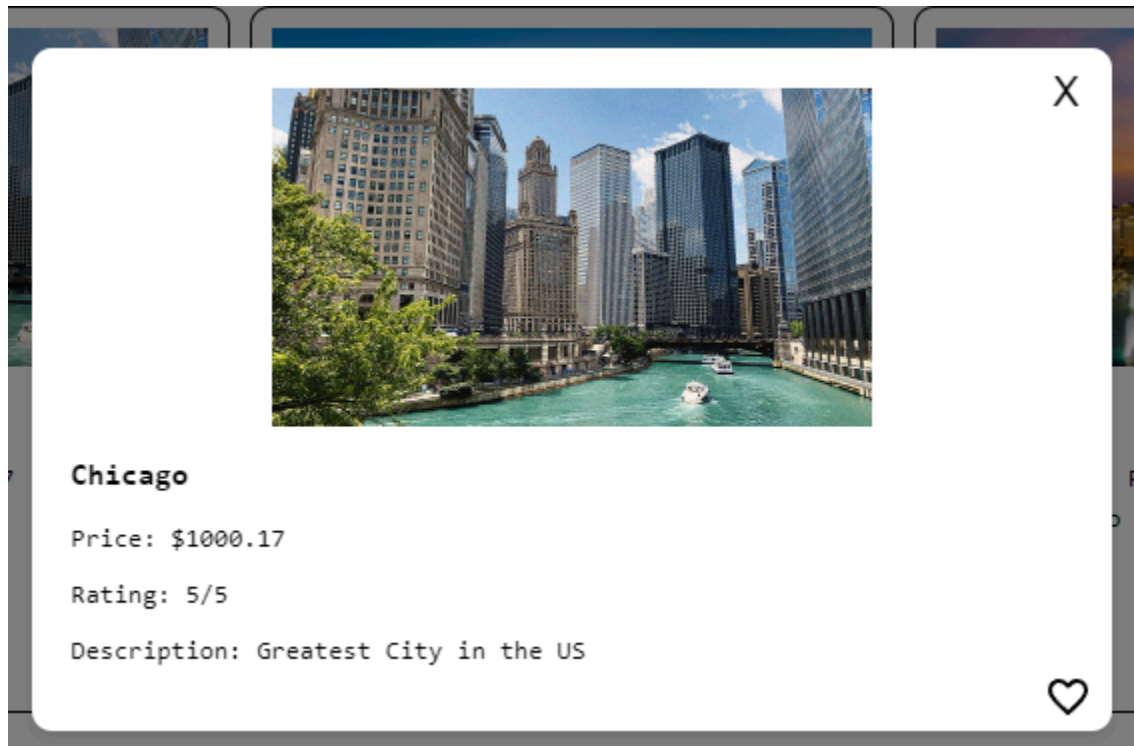 X
Chicago
Price: $1000.17
Rating: 5/5
Description: Greatest City in the US